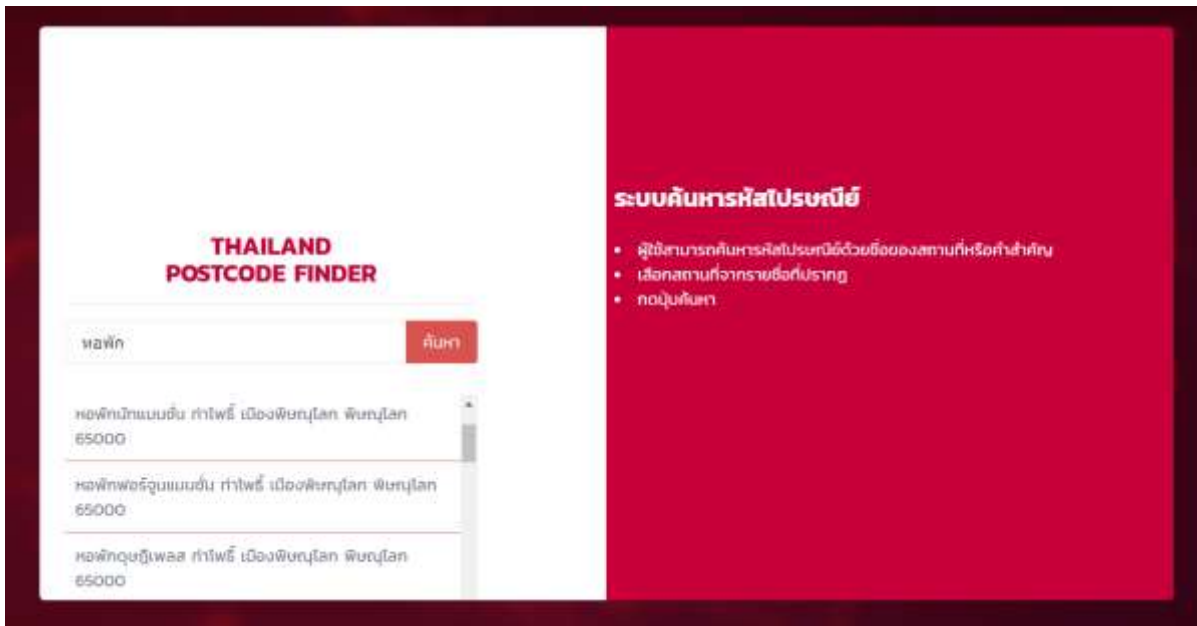 THAILAND
POSTCODE FINDER
หอพัก
ค้นหา
หอพักนักแมนชั่น ท่าโพธิ์ เมืองพิษณุโลก พิษณุโลก
65000
หอพักฟอร์จูนแมนชั่น ท่าโพธิ์ เมืองพิษณุโลก พิษณุโลก
65000
หอพักดุษฎีเพลส ท่าโพธิ์ เมืองพิษณุโลก พิษณุโลก
65000
ระบบค้นหารหัสไปรษณีย์
ผู้ใช้สามารถค้นหารหัสไปรษณีย์ด้วยชื่อของสถานที่หรือคำสำคัญ
เลือกสถานที่จากรายชื่อที่ปรากฏ
กดปุ่มค้นหา